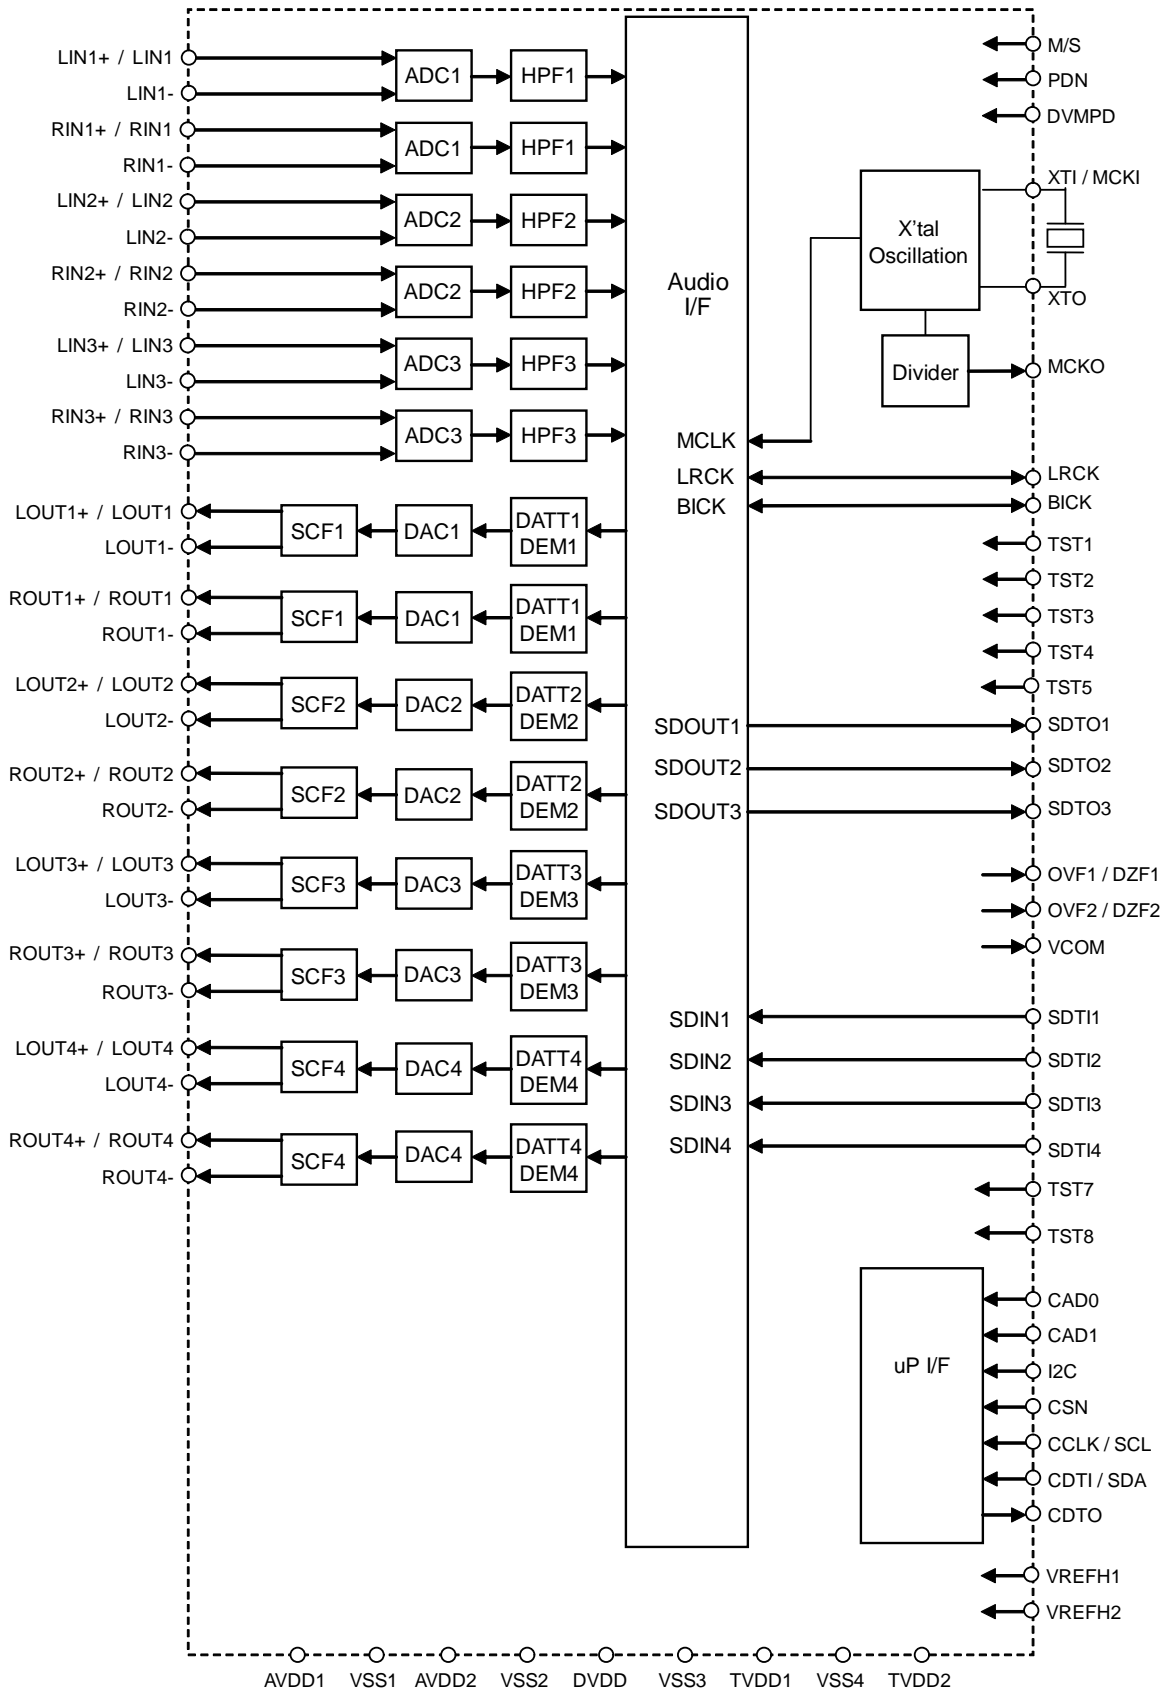 LIN1+ / LIN1
LIN1-
RIN1+ / RIN1
RIN1-
LIN2+ / LIN2
LIN2-
RIN2+ / RIN2
RIN2-
LIN3+ / LIN3
LIN3-
RIN3+ / RIN3
RIN3-
LOUT1+ / LOUT1
LOUT1-
ROUT1+ / ROUT1
ROUT1-
LOUT2+ / LOUT2
LOUT2-
ROUT2+ / ROUT2
ROUT2-
LOUT3+ / LOUT3
LOUT3-
ROUT3+ / ROUT3
ROUT3-
LOUT4+ / LOUT4
LOUT4-
ROUT4+ / ROUT4
ROUT4-
ADC1
HPF1
ADC1
HPF1
ADC2
HPF2
ADC2
HPF2
ADC3
HPF3
ADC3
HPF3
SCF1
DAC1
DATT1
DEM1
SCF1
DAC1
DATT1
DEM1
SCF2
DAC2
DATT2
DEM2
SCF2
DAC2
DATT2
DEM2
SCF3
DAC3
DATT3
DEM3
SCF3
DAC3
DATT3
DEM3
SCF4
DAC4
DATT4
DEM4
SCF4
DAC4
DATT4
DEM4
Audio
I/F
MCLK
LRCK
BICK
SDOUT1
SDOUT2
SDOUT3
SDIN1
SDIN2
SDIN3
SDIN4
X'tal
Oscillation
Divider
uP I/F
M/S
PDN
DVMPD
XTI / MCKI
XTO
MCKO
LRCK
BICK
TST1
TST2
TST3
TST4
TST5
SDTO1
SDTO2
SDTO3
OVF1 / DZF1
OVF2 / DZF2
VCOM
SDTI1
SDTI2
SDTI3
SDTI4
TST7
TST8
CAD0
CAD1
I2C
CSN
CCLK / SCL
CDTI / SDA
CDTO
VREFH1
VREFH2
AVDD1
VSS1
AVDD2
VSS2
DVDD
VSS3
TVDD1
VSS4
TVDD2